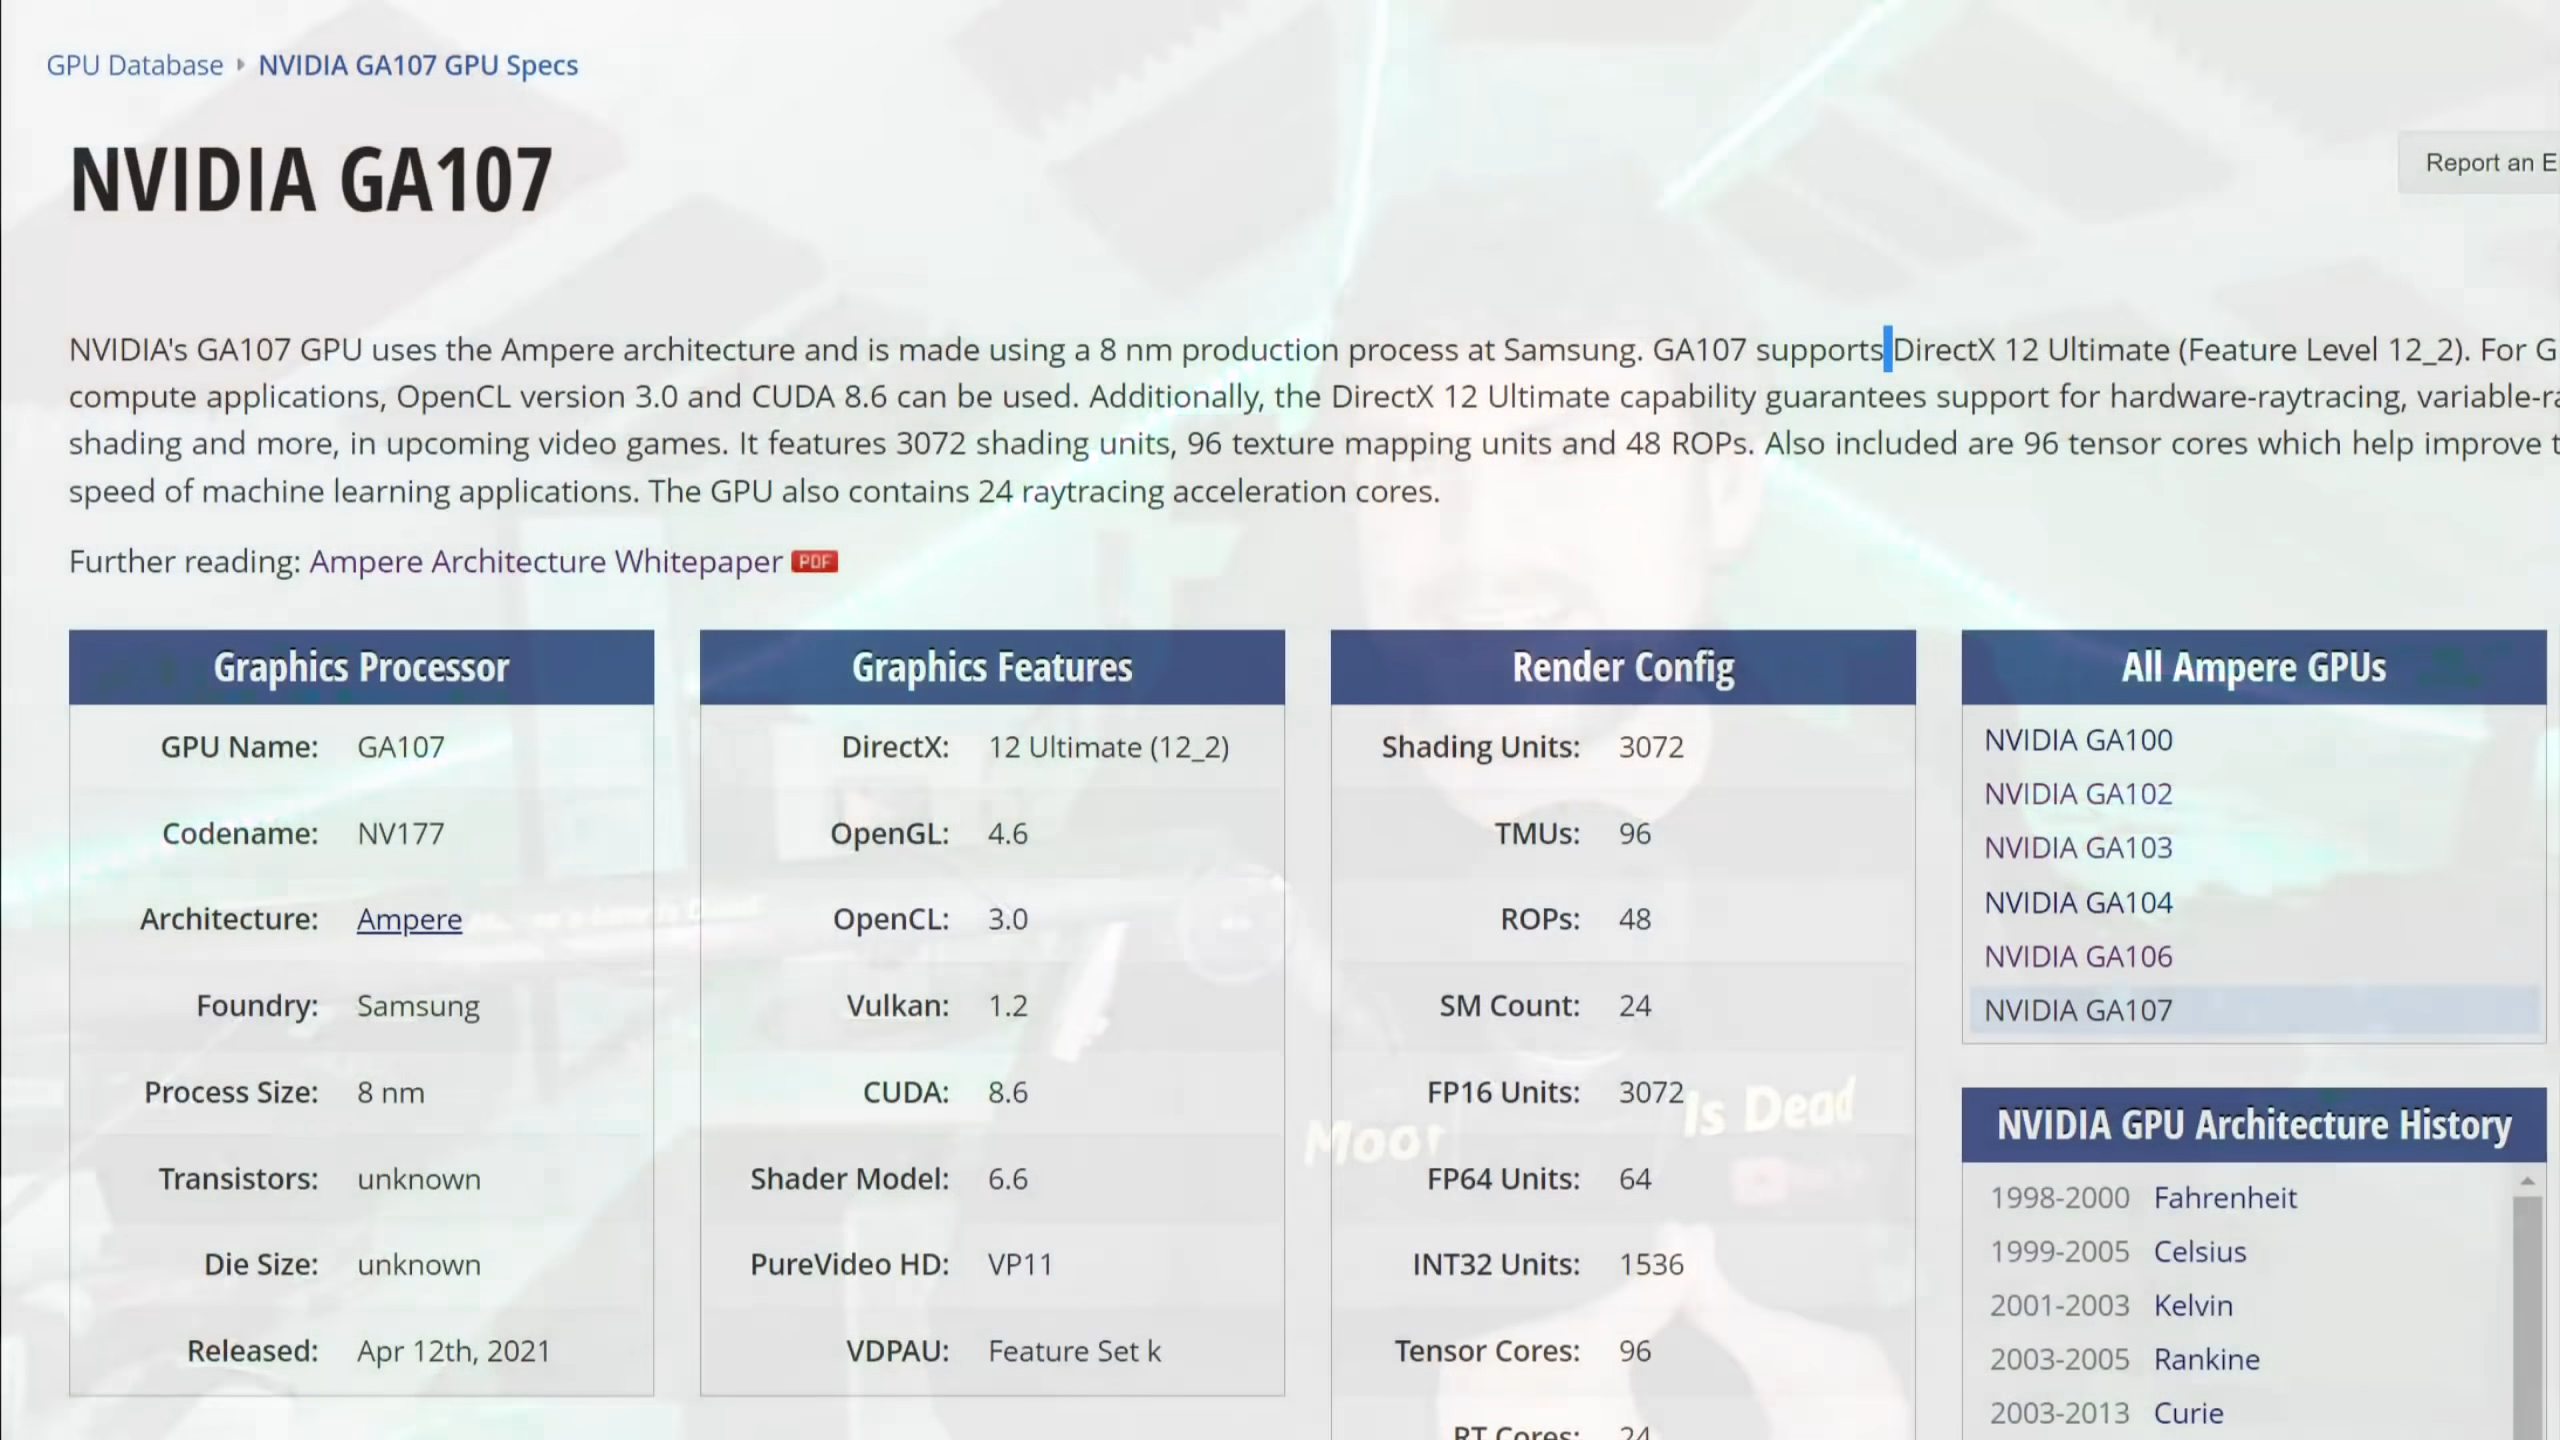 GPU Database ▸ NVIDIA GA107 GPU Specs
NVIDIA GA107
Report an E
NVIDIA's GA107 GPU uses the Ampere architecture and is made using a 8 nm production process at Samsung. GA107 supports DirectX 12 Ultimate (Feature Level 12_2). For G
compute applications, OpenCL version 3.0 and CUDA 8.6 can be used. Additionally, the DirectX 12 Ultimate capability guarantees support for hardware-raytracing, variable-ra
shading and more, in upcoming video games. It features 3072 shading units, 96 texture mapping units and 48 ROPs. Also included are 96 tensor cores which help improve t
speed of machine learning applications. The GPU also contains 24 raytracing acceleration cores.
Further reading: Ampere Architecture Whitepaper PDF
Graphics Processor
GPU Name: GA107
Codename: NV177
Architecture: Ampere
Foundry: Samsung
Process Size: 8 nm
Transistors: unknown
Die Size: unknown
Released: Apr 12th, 2021
Graphics Features
DirectX: 12 Ultimate (12_2)
OpenGL: 4.6
OpenCL: 3.0
Vulkan: 1.2
CUDA: 8.6
Shader Model: 6.6
PureVideo HD: VP11
VDPAU: Feature Set k
Render Config
Shading Units: 3072
TMUs: 96
ROPs: 48
SM Count: 24
FP16 Units: 3072
FP64 Units: 64
INT32 Units: 1536
Tensor Cores: 96
RT Cores: 24
Moor Is Dead
All Ampere GPUs
NVIDIA GA100
NVIDIA GA102
NVIDIA GA103
NVIDIA GA104
NVIDIA GA106
NVIDIA GA107
NVIDIA GPU Architecture History
1998-2000 Fahrenheit
1999-2005 Celsius
2001-2003 Kelvin
2003-2005 Rankine
2003-2013 Curie